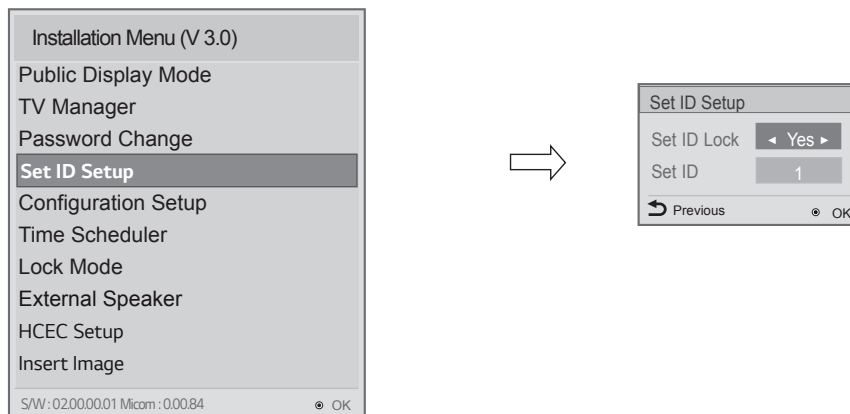 Installation Menu (V 3.0)
Public Display Mode
TV Manager
Password Change
Set ID Setup
Configuration Setup
Time Scheduler
Lock Mode
External Speaker
HCEC Setup
Insert Image
S/W : 02.00.00.01 Micom : 0.00.84 ◉ OK
Set ID Setup
Set ID Lock ◄ Yes ►
Set ID 1
Previous ◉ OK